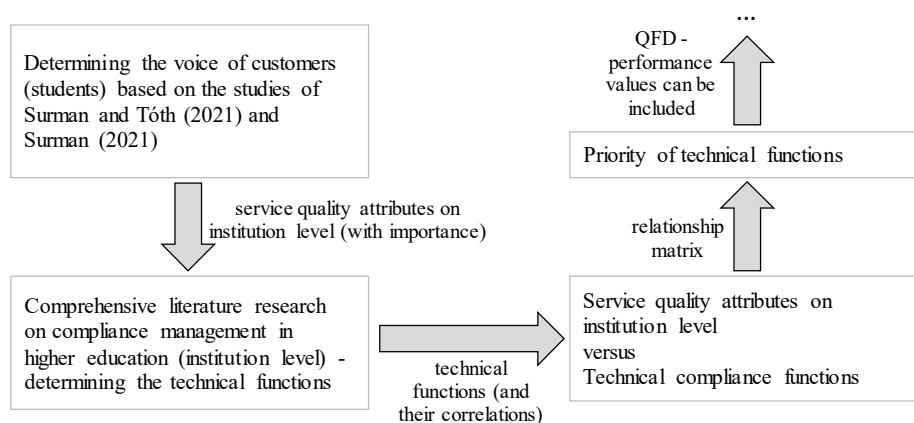 Determining the voice of customers
(students) based on the studies of
Surman and Tóth (2021) and
Surman (2021)
service quality attributes on
institution level (with importance)
Comprehensive literature research
on compliance management in
higher education (institution level) -
determining the technical functions
technical
functions (and
their correlations)
Service quality attributes on
institution level
versus
Technical compliance functions
relationship
matrix
Priority of technical functions
QFD -
performance
values can be
included
...